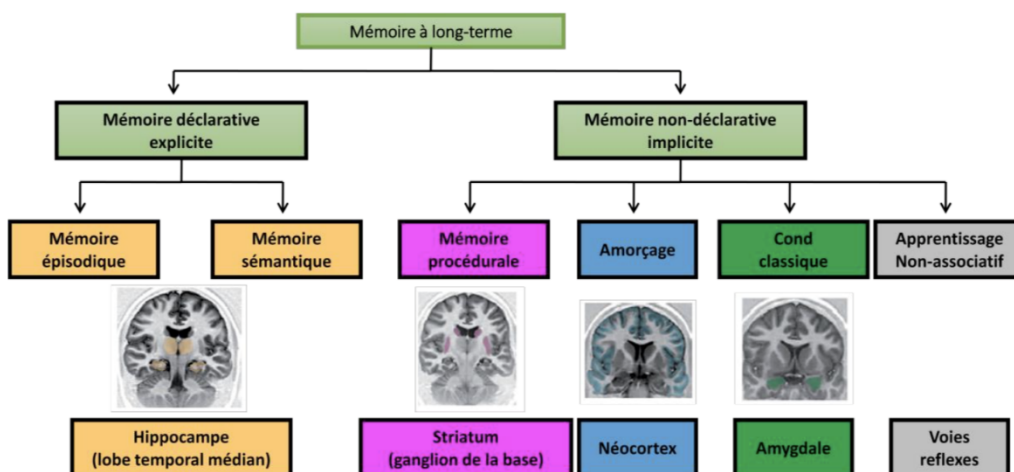 Mémoire à long-terme
Mémoire déclarative
explicite
Mémoire non-déclarative
implicite
Mémoire
épisodique
Mémoire
sémantique
Mémoire
procédurale
Amorçage
Cond
classique
Apprentissage
Non-associatif
Hippocampe
(lobe temporal médian)
Striatum
(ganglion de la base)
Néocortex
Amygdale
Voies
reflexes